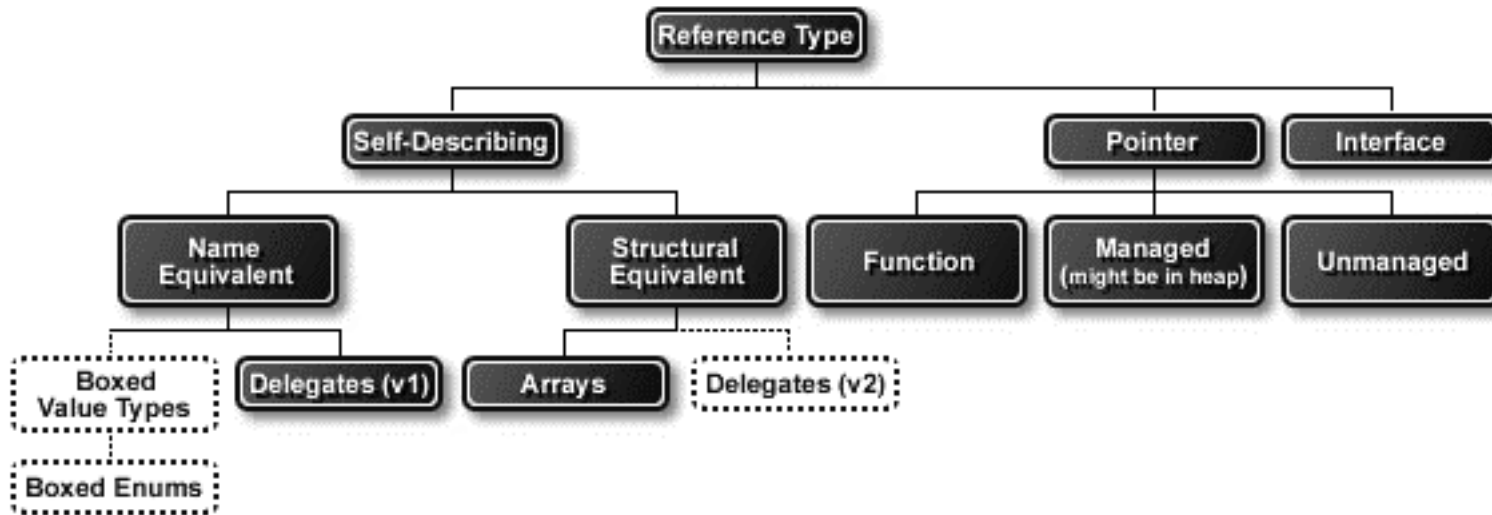 Reference Type
Self-Describing
Pointer
Interface
Name
Equivalent
Structural
Equivalent
Function
Managed
(might be in heap)
Unmanaged
Boxed
Value Types
Delegates (v1)
Arrays
Delegates (v2)
Boxed Enums